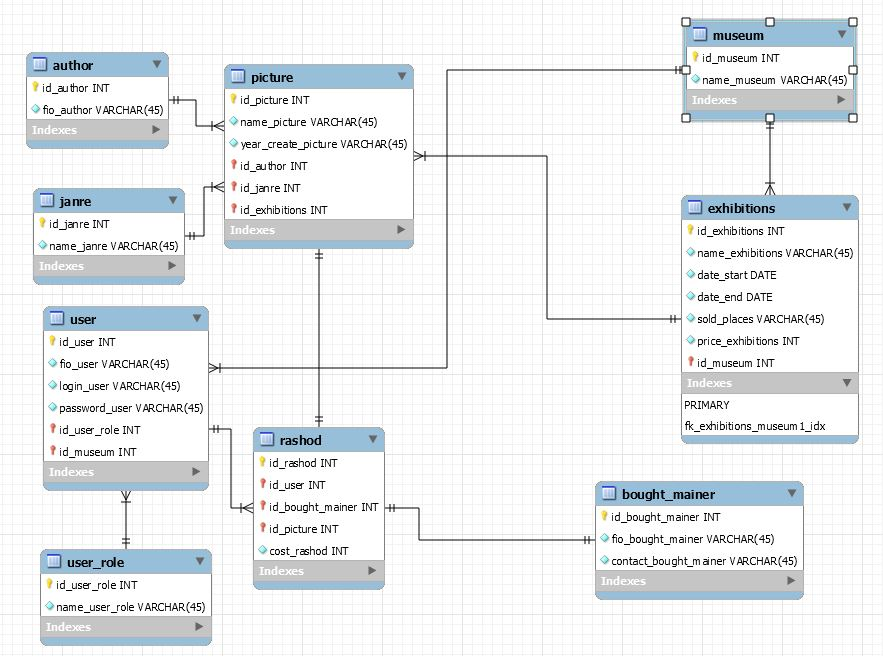 author
id_author INT
fio_author VARCHAR(45)
Indexes
picture
id_picture INT
name_picture VARCHAR(45)
year_create_picture VARCHAR(45)
id_author INT
id_janre INT
id_exhibitions INT
Indexes
museum
id_museum INT
name_museum VARCHAR(45)
Indexes
janre
id_janre INT
name_janre VARCHAR(45)
Indexes
exhibitions
id_exhibitions INT
name_exhibitions VARCHAR(45)
date_start DATE
date_end DATE
sold_places VARCHAR(45)
price_exhibitions INT
id_museum INT
Indexes
PRIMARY
fk_exhibitions_museum1_idx
user
id_user INT
fio_user VARCHAR(45)
login_user VARCHAR(45)
password_user VARCHAR(45)
id_user_role INT
id_museum INT
Indexes
rashod
id_rashod INT
id_user INT
id_bought_mainer INT
id_picture INT
cost_rashod INT
Indexes
bought_mainer
id_bought_mainer INT
fio_bought_mainer VARCHAR(45)
contact_bought_mainer VARCHAR(45)
Indexes
user_role
id_user_role INT
name_user_role VARCHAR(45)
Indexes